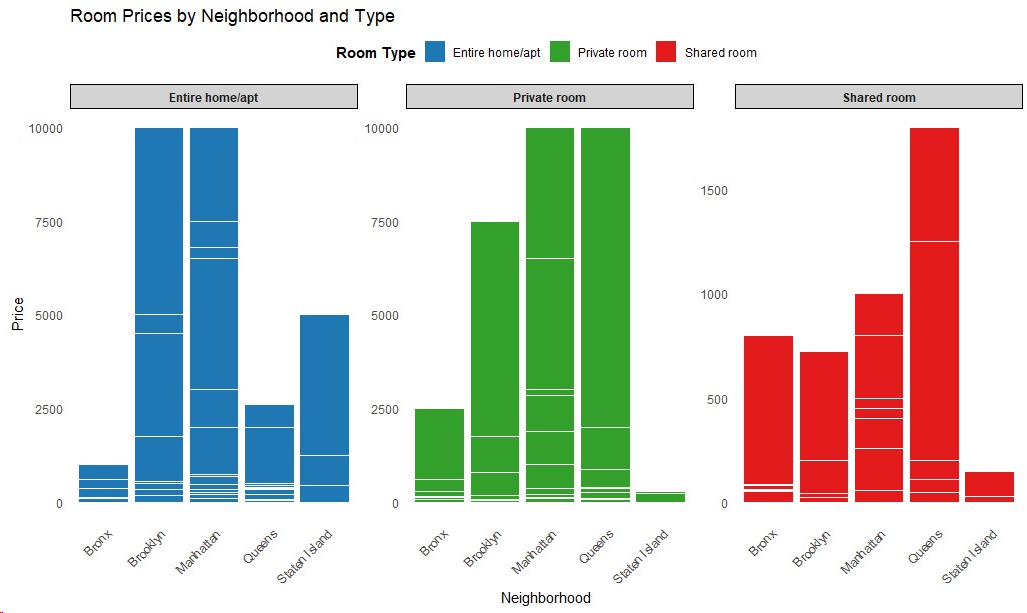 Room Prices by Neighborhood and Type
Room Type Entire home/apt Private room Shared room
Entire home/apt Private room Shared room
10000
7500
5000
2500
0
10000
7500
5000
2500
0
1500
1000
500
0
Price
Bronx Brooklyn Manhattan Queens Staten Island
Bronx Brooklyn Manhattan Queens Staten Island
Bronx Brooklyn Manhattan Queens Staten Island
Neighborhood